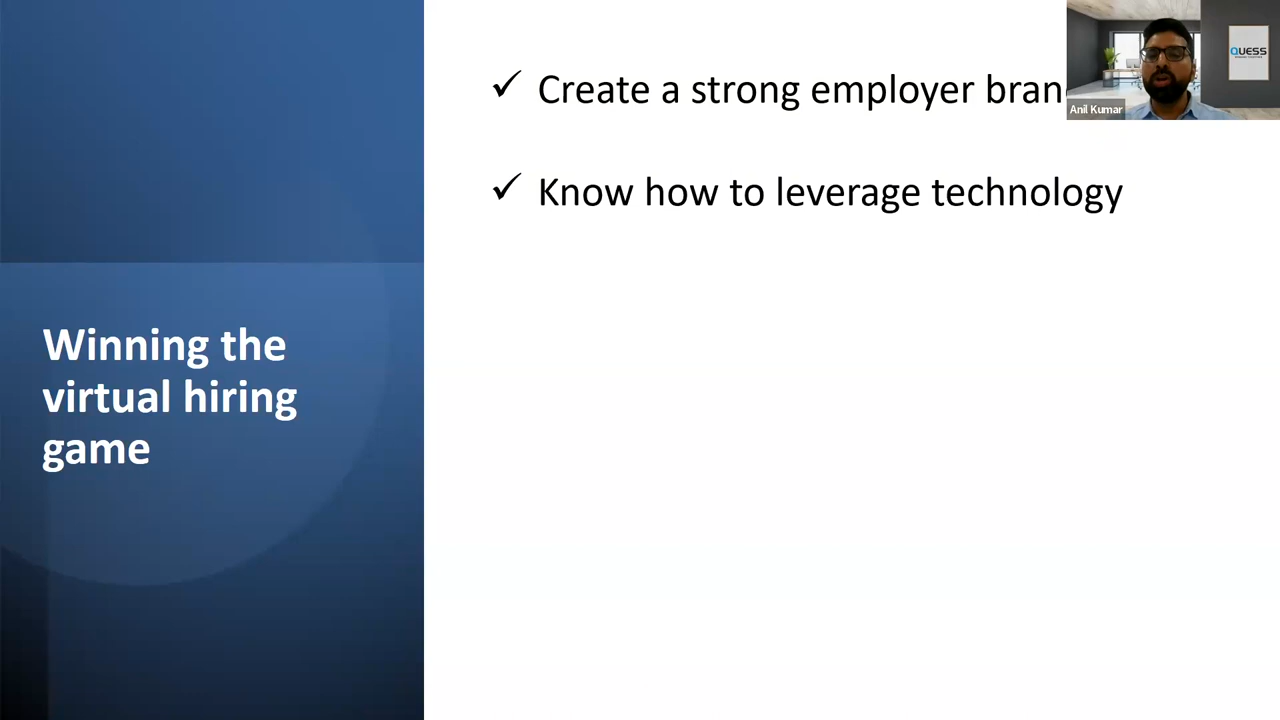 ✓ Create a strong employer bran
✓ Know how to leverage technology
Winning the
virtual hiring
game
Anil Kumar
QUESS